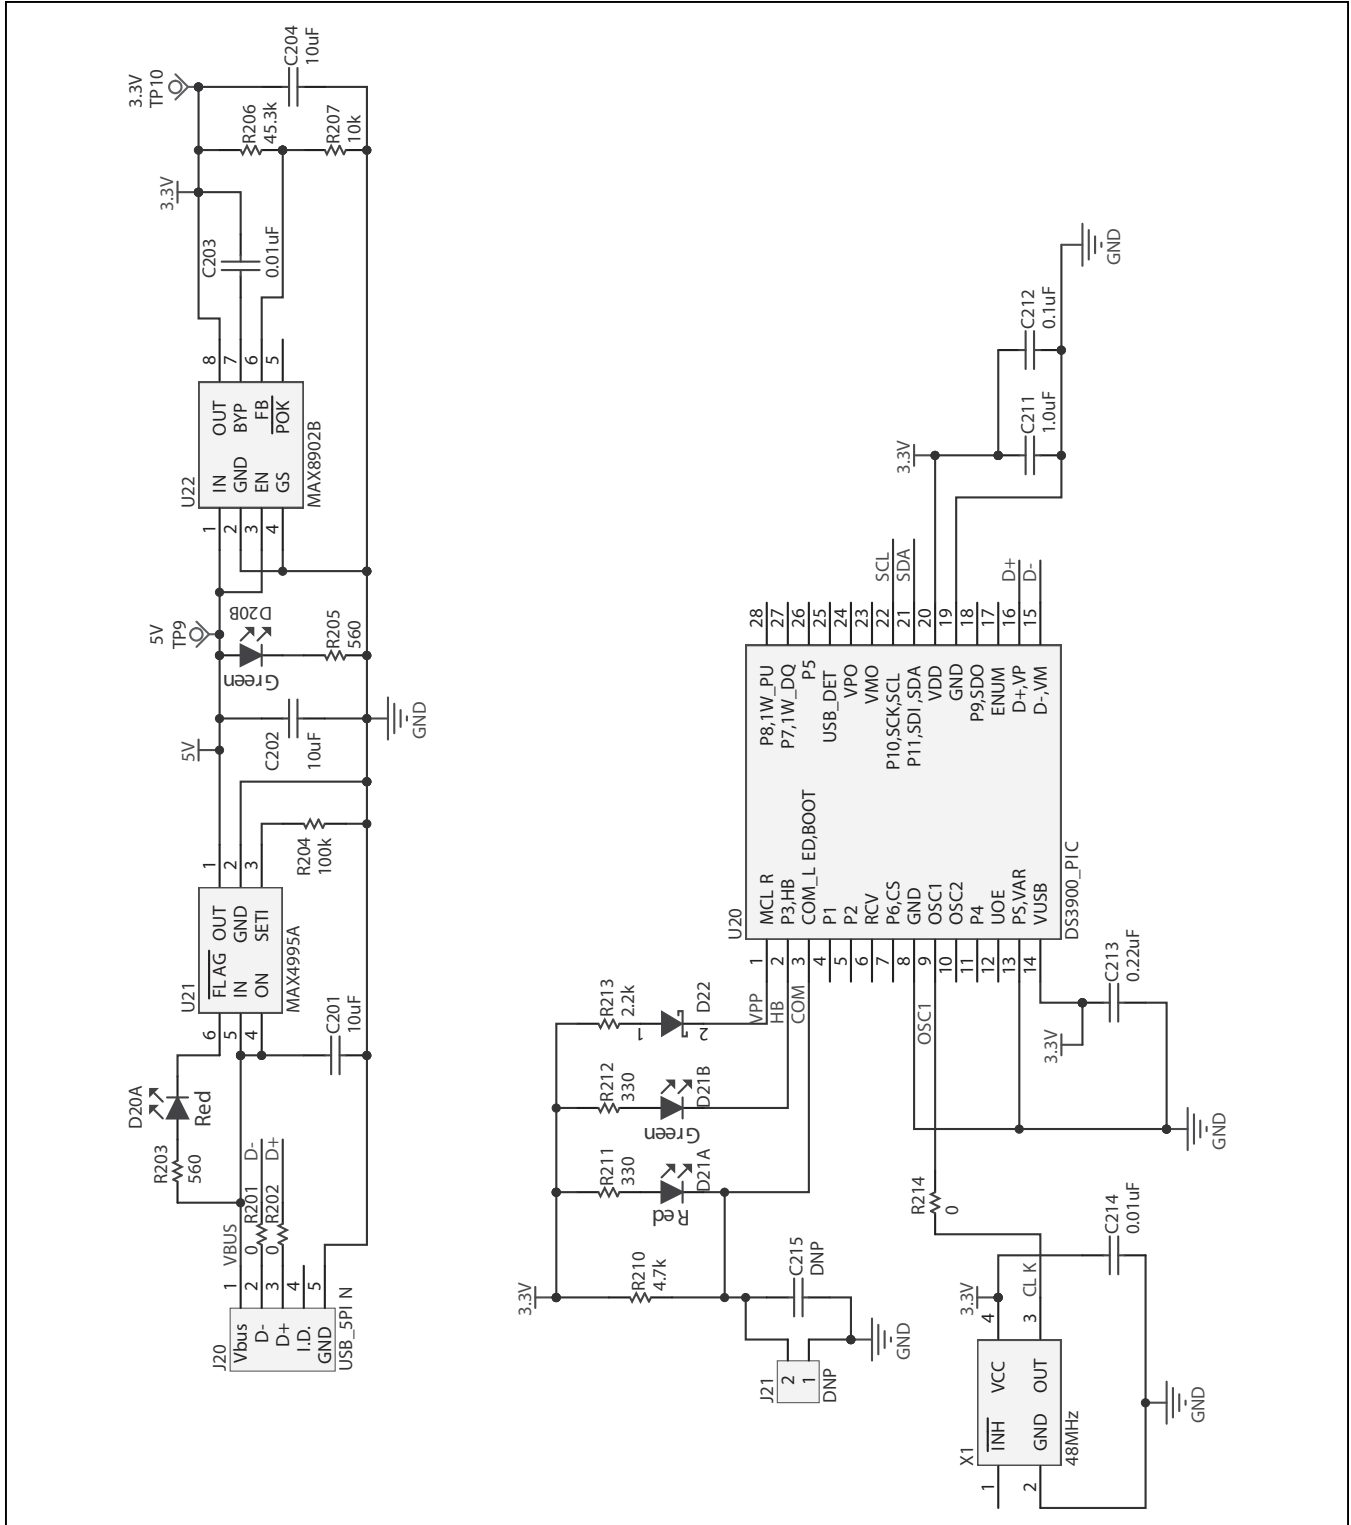 3.3V
TP10
C204
10uF
R206
45.3k
R207
10k
3.3V
C203
0.01uF
8
7
6
5
U22
OUT
BYP
FB
POK
IN
GND
EN
GS
MAX8902B
1
2
3
4
5V
TP9
D20B
Green
R205
560
5V
C202
10uF
GND
1
2
3
R204
100k
U21
FLAG
OUT
IN
GND
ON
SETI
MAX4995A
6
5
4
C201
10uF
D20A
Red
R203
560
VBUS
R201
0
D-
R202
0
D+
1
2
3
4
5
J20
Vbus
D-
D+
I.D.
GND
USB_5PI N
GND
C212
0.1uF
C211
1.0uF
3.3V
SCL
SDA
D+
D-
28
27
26
25
24
23
22
21
20
19
18
17
16
15
P8,1W_PU
P7,1W_DQ
P5
USB_DET
VPO
VMO
P10,SCK,SCL
P11,SDI ,SDA
VDD
GND
P9,SDO
ENUM
D+,VP
D-,VM
U20
MCL R
P3,HB
COM_L ED,BOOT
P1
P2
RCV
P6,CS
GND
OSC1
OSC2
P4
UOE
PS,VAR
VUSB
DS3900_PIC
1
2
3
4
5
6
7
8
9
10
11
12
13
14
VPP
HB
COM
OSC1
R213
2.2k
1
2
D22
R212
330
D21B
Green
R211
330
D21A
Red
3.3V
R210
4.7k
C215
DNP
GND
J21
2
1
DNP
3.3V
C213
0.22uF
GND
R214
0
C214
0.01uF
3.3V
CL K
4
3
X1
INH
VCC
GND
OUT
48MHz
1
2
GND